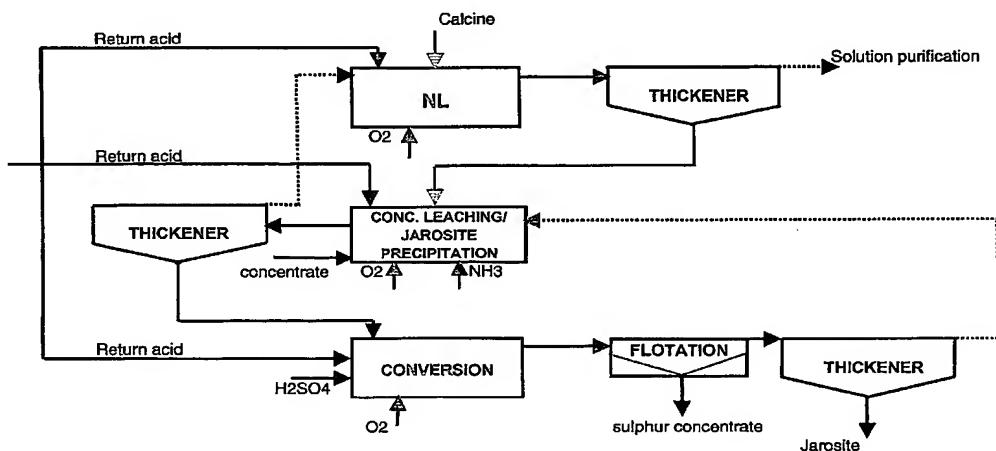 Calcine
Return acid
Solution purification
NL
THICKENER
O2
Return acid
CONC. LEACHING/
JAROSITE
PRECIPITATION
THICKENER
concentrate
O2
NH3
Return acid
CONVERSION
FLOTATION
THICKENER
H2SO4
O2
sulphur concentrate
Jarosite